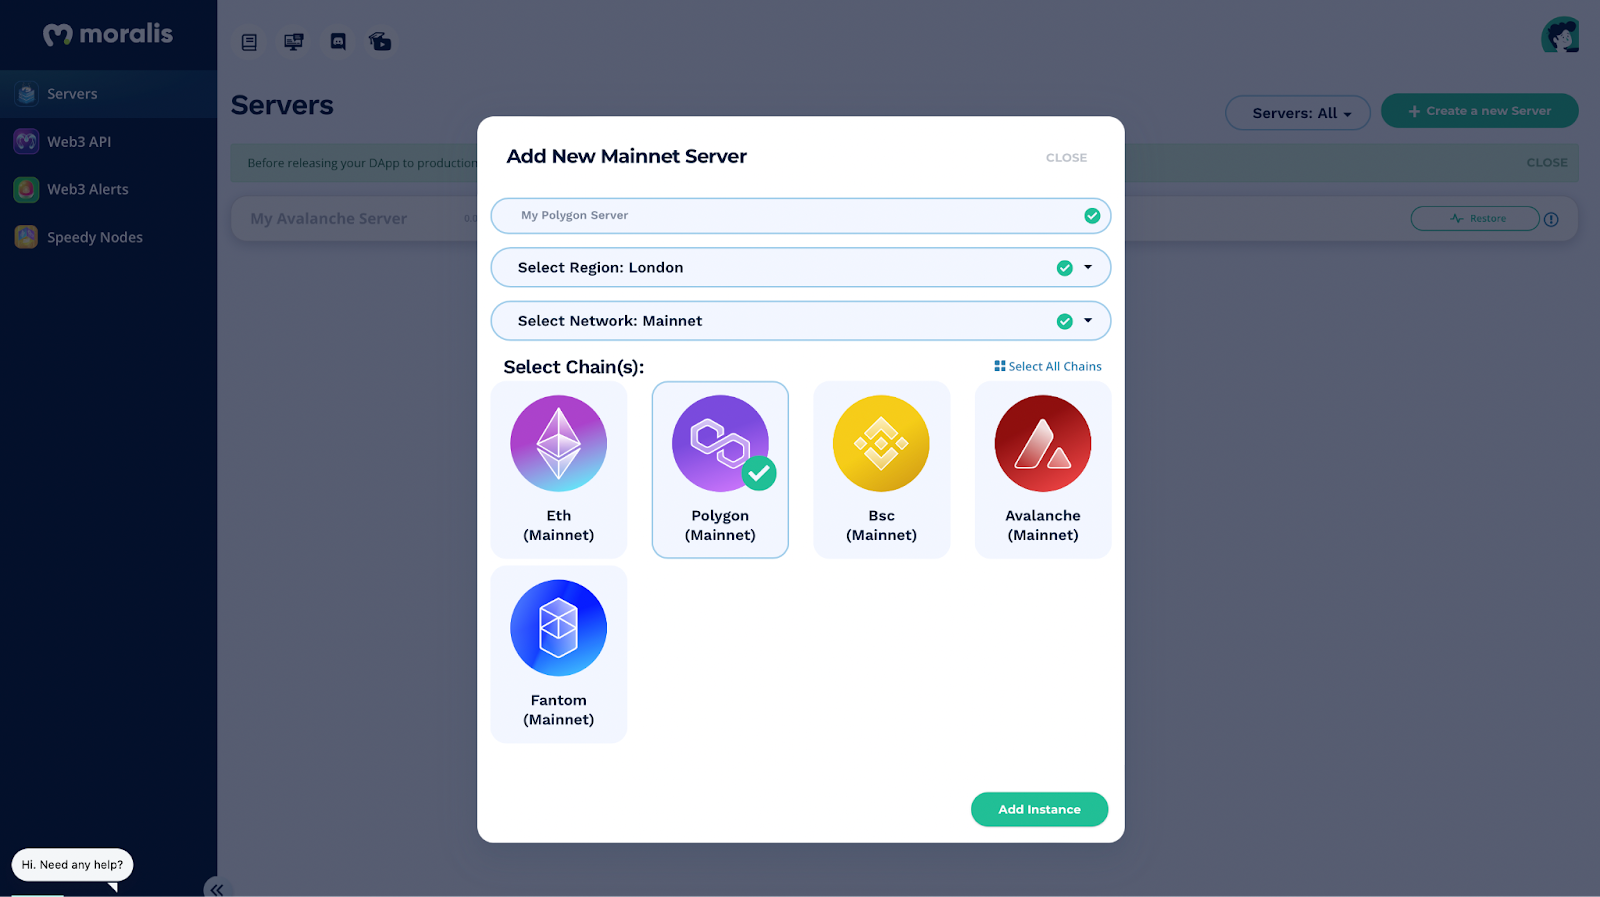 moralis
Servers
Web3 API
Web3 Alerts
Speedy Nodes
Servers
Servers: All
+ Create a new Server
Before releasing your DApp to production
CLOSE
My Avalanche Server
Restore
Add New Mainnet Server
CLOSE
My Polygon Server
Select Region: London
Select Network: Mainnet
Select Chain(s):
Select All Chains
Eth
(Mainnet)
Polygon
(Mainnet)
Bsc
(Mainnet)
Avalanche
(Mainnet)
Fantom
(Mainnet)
Add Instance
Hi. Need any help?